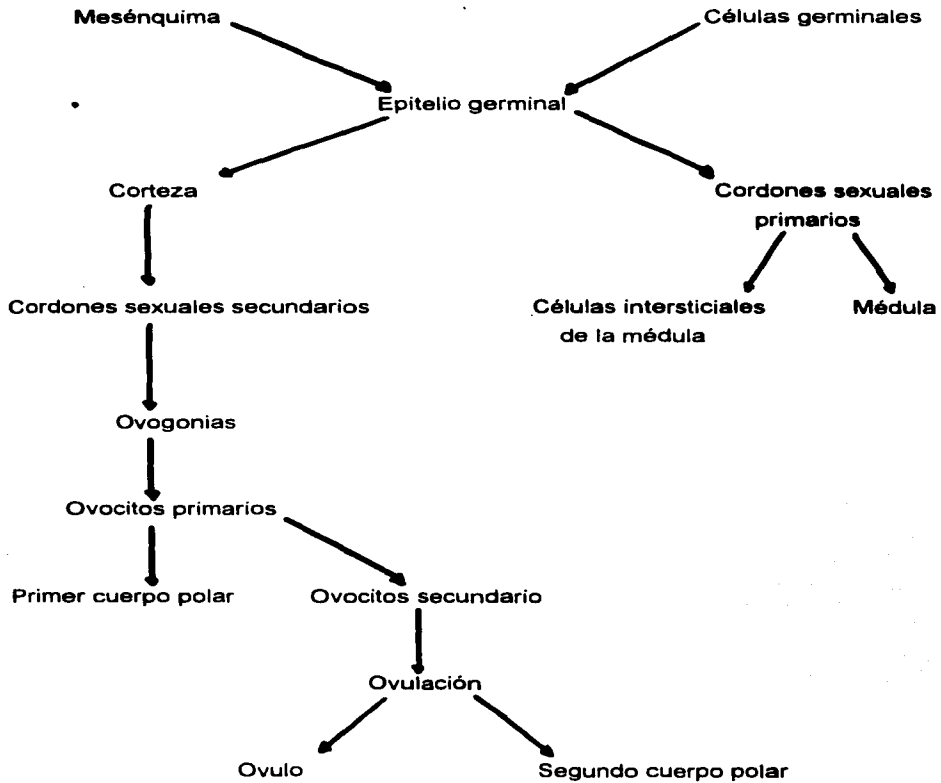 Mesénquima
Células germinales
Epitelio germinal
Corteza
Cordones sexuales
primarios
Cordones sexuales secundarios
Células intersticiales
de la médula
Médula
Ovogonias
Ovocitos primarios
Primer cuerpo polar
Ovocitos secundario
Ovulación
Ovulo
Segundo cuerpo polar